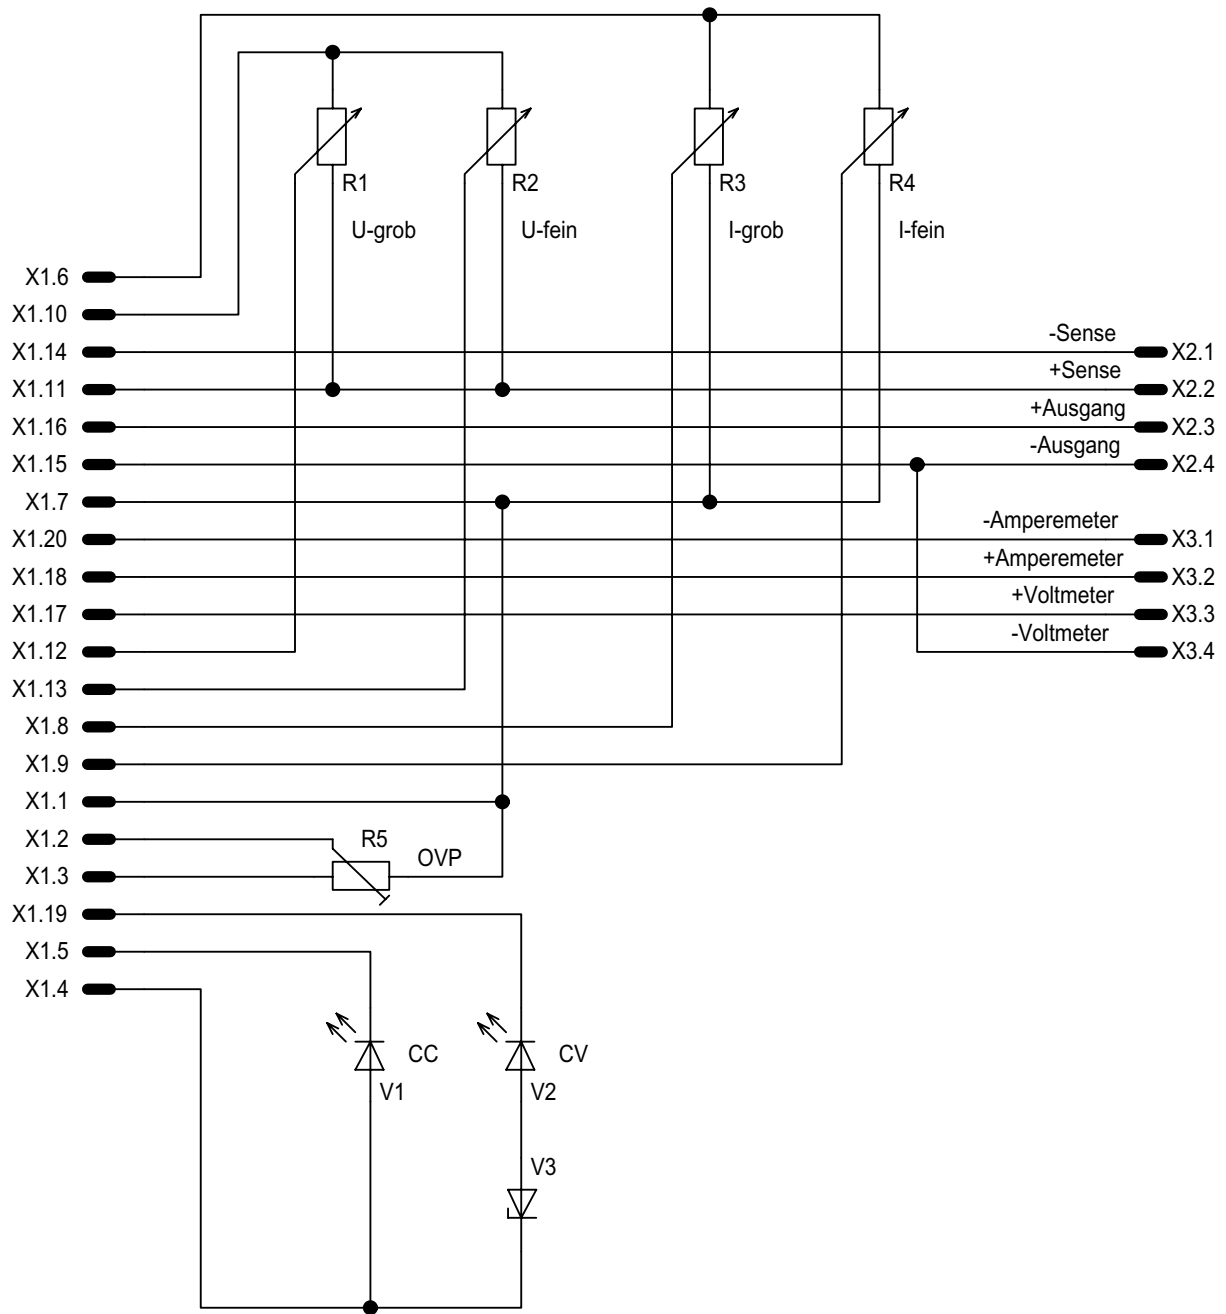 R1
R2
R3
R4
U-grob
U-fein
I-grob
I-fein
X1.6
X1.10
X1.14
-Sense
X2.1
X1.11
+Sense
X2.2
X1.16
+Ausgang
X2.3
X1.15
-Ausgang
X2.4
X1.7
X1.20
-Amperemeter
X3.1
X1.18
+Amperemeter
X3.2
X1.17
+Voltmeter
X3.3
X1.12
-Voltmeter
X3.4
X1.13
X1.8
X1.9
X1.1
X1.2
R5
X1.3
OVP
X1.19
X1.5
X1.4
CC
CV
V1
V2
V3